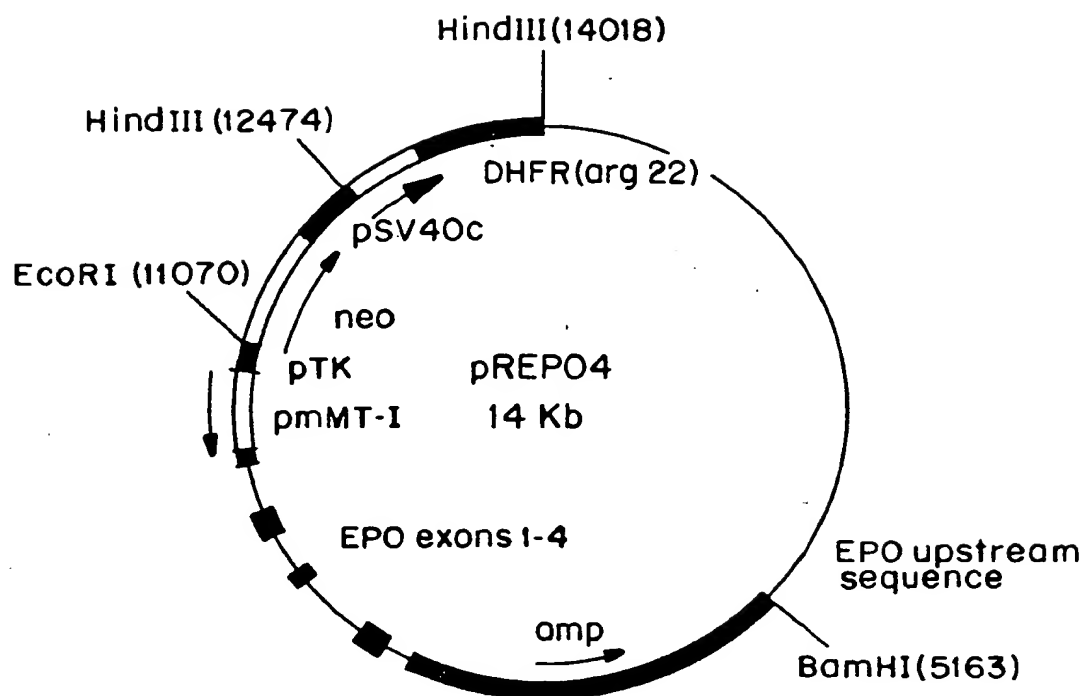 HindIII(14018)
HindIII(12474)
DHFR(arg 22)
pSV40c
EcoRI (11070)
neo
pTK
pREPO4
pmMT-I
14 Kb
EPO exons 1-4
EPO upstream
sequence
amp
BamHI(5163)